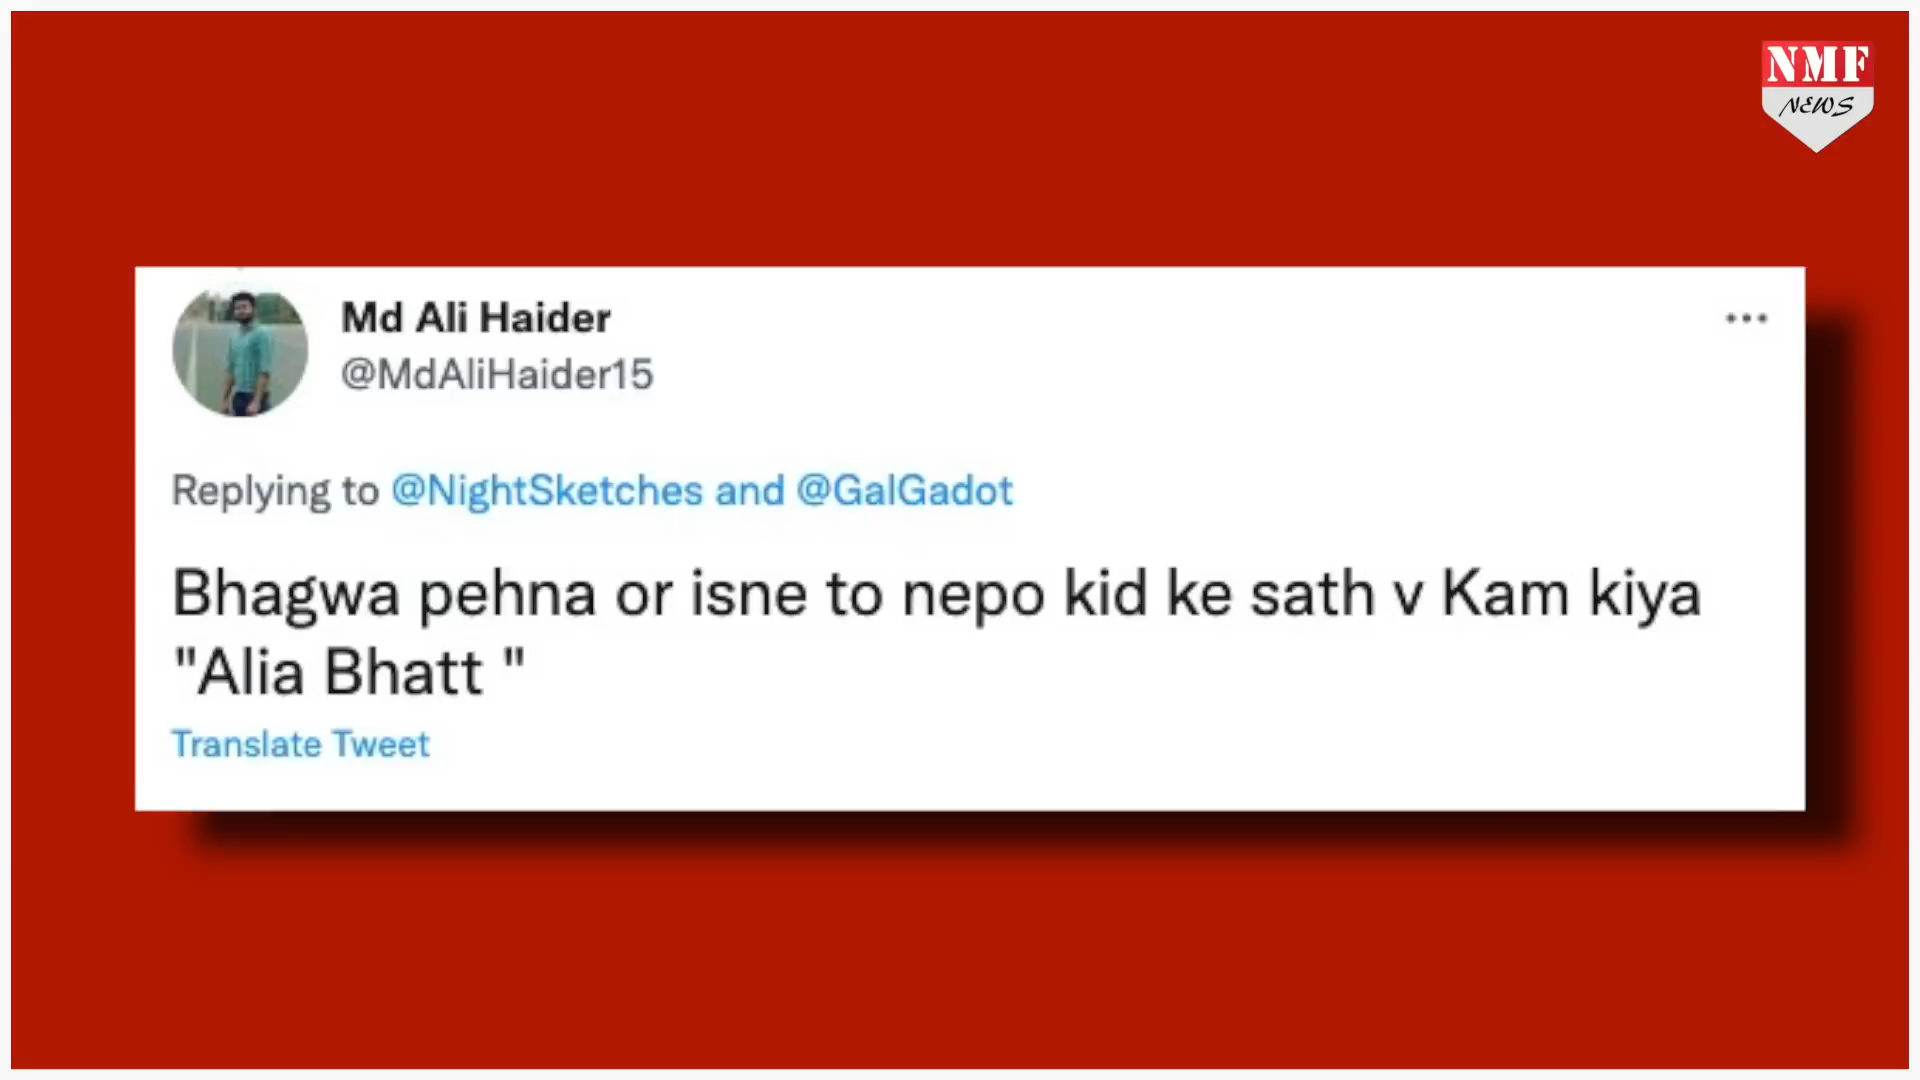 NMF
NEWS
Md Ali Haider
@MdAliHaider15
Replying to @NightSketches and @GalGadot
Bhagwa pehna or isne to nepo kid ke sath v Kam kiya
"Alia Bhatt "
Translate Tweet